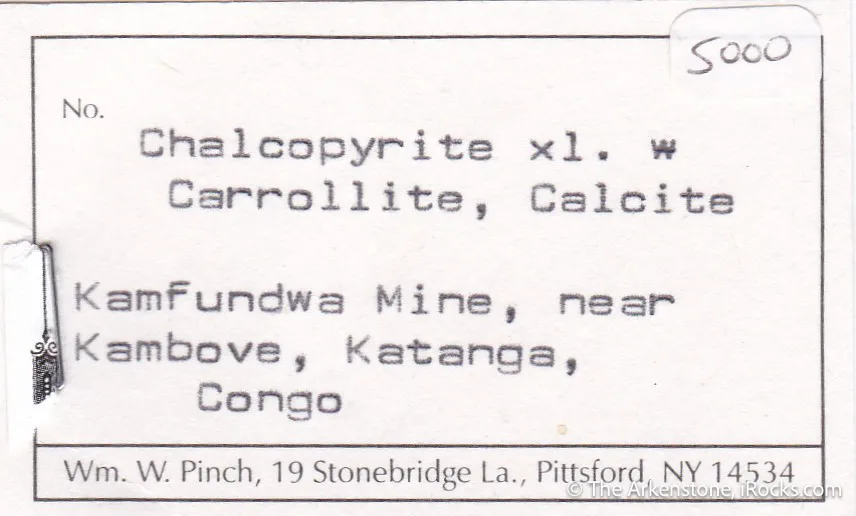 5000
No.
Chalcopyrite xl. w
Carrollite, Calcite
Kamfundwa Mine, near
Kambove, Katanga,
Congo
Wm. W. Pinch, 19 Stonebridge La., Pittsford, NY 14534
© The Arkenstone, iRocks.com